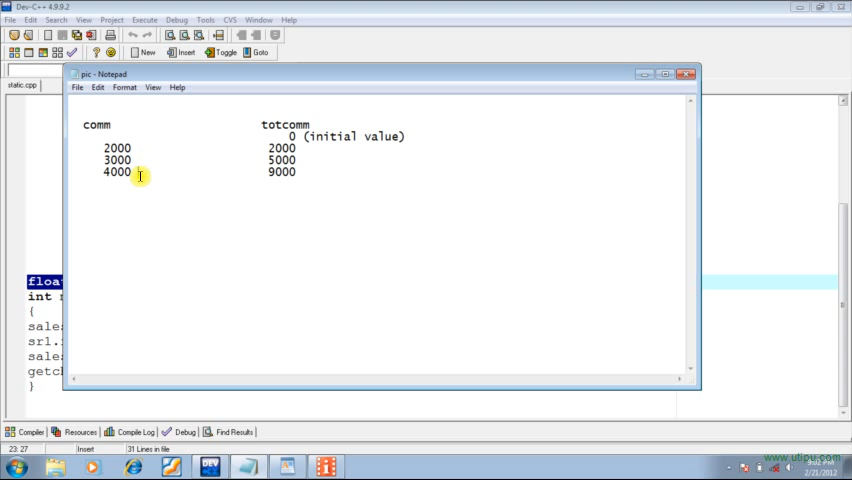 Dev-C++ 4.9.9.2
File Edit Search View Project Execute Debug Tools CVS Window Help
New Insert Toggle Goto
static.cpp
pic - Notepad
File Edit Format View Help
comm totcomm
0 (initial value)
2000 2000
3000 5000
4000 9000
floa
int
{
sale
sr1.
sale
getc
}
Compiler Resources Compile Log Debug Find Results
23: 27 Insert 31 Lines in file
www.utipu.com
DEV
9:02 PM
2/21/2012